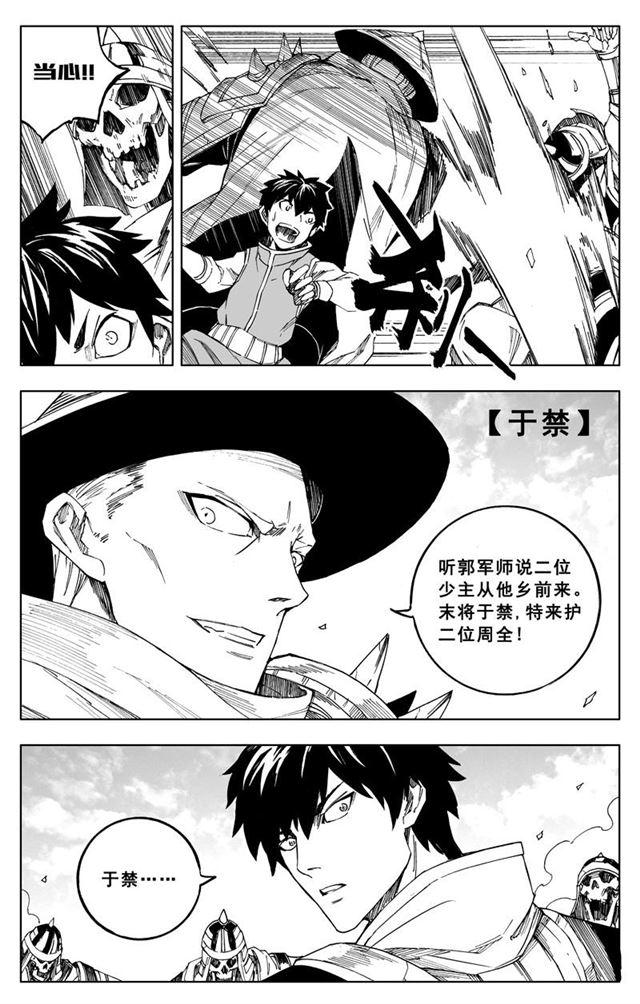 当心!!
杀
【于禁】
听郭军师说二位
少主从他乡前来。
末将于禁,特来护
二位周全!
于禁……